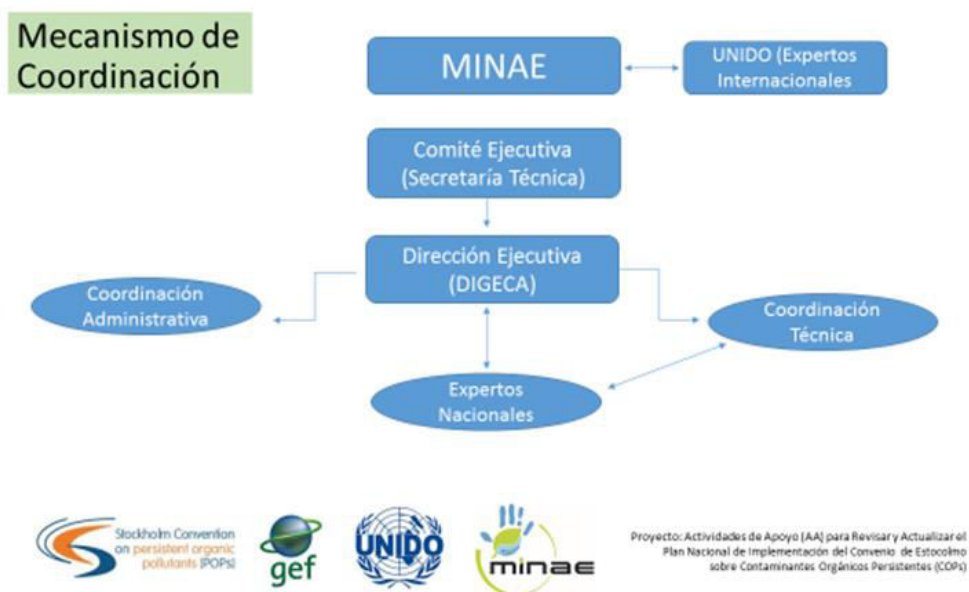 Mecanismo de
Coordinación
MINAE
UNIDO (Expertos
Internacionales
Comité Ejecutiva
(Secretaría Técnica)
Dirección Ejecutiva
(DIGECA)
Coordinación
Administrativa
Coordinación
Técnica
Expertos
Nacionales
Stockholm Convention
on persistent organic
pollutants (POPs)
gef
UNIDO
minae
Proyecto: Actividades de Apoyo (AA) para Revisar y Actualizar el
Plan Nacional de Implementación del Convenio de Estocolmo
sobre Contaminantes Orgánicos Persistentes (COPs)